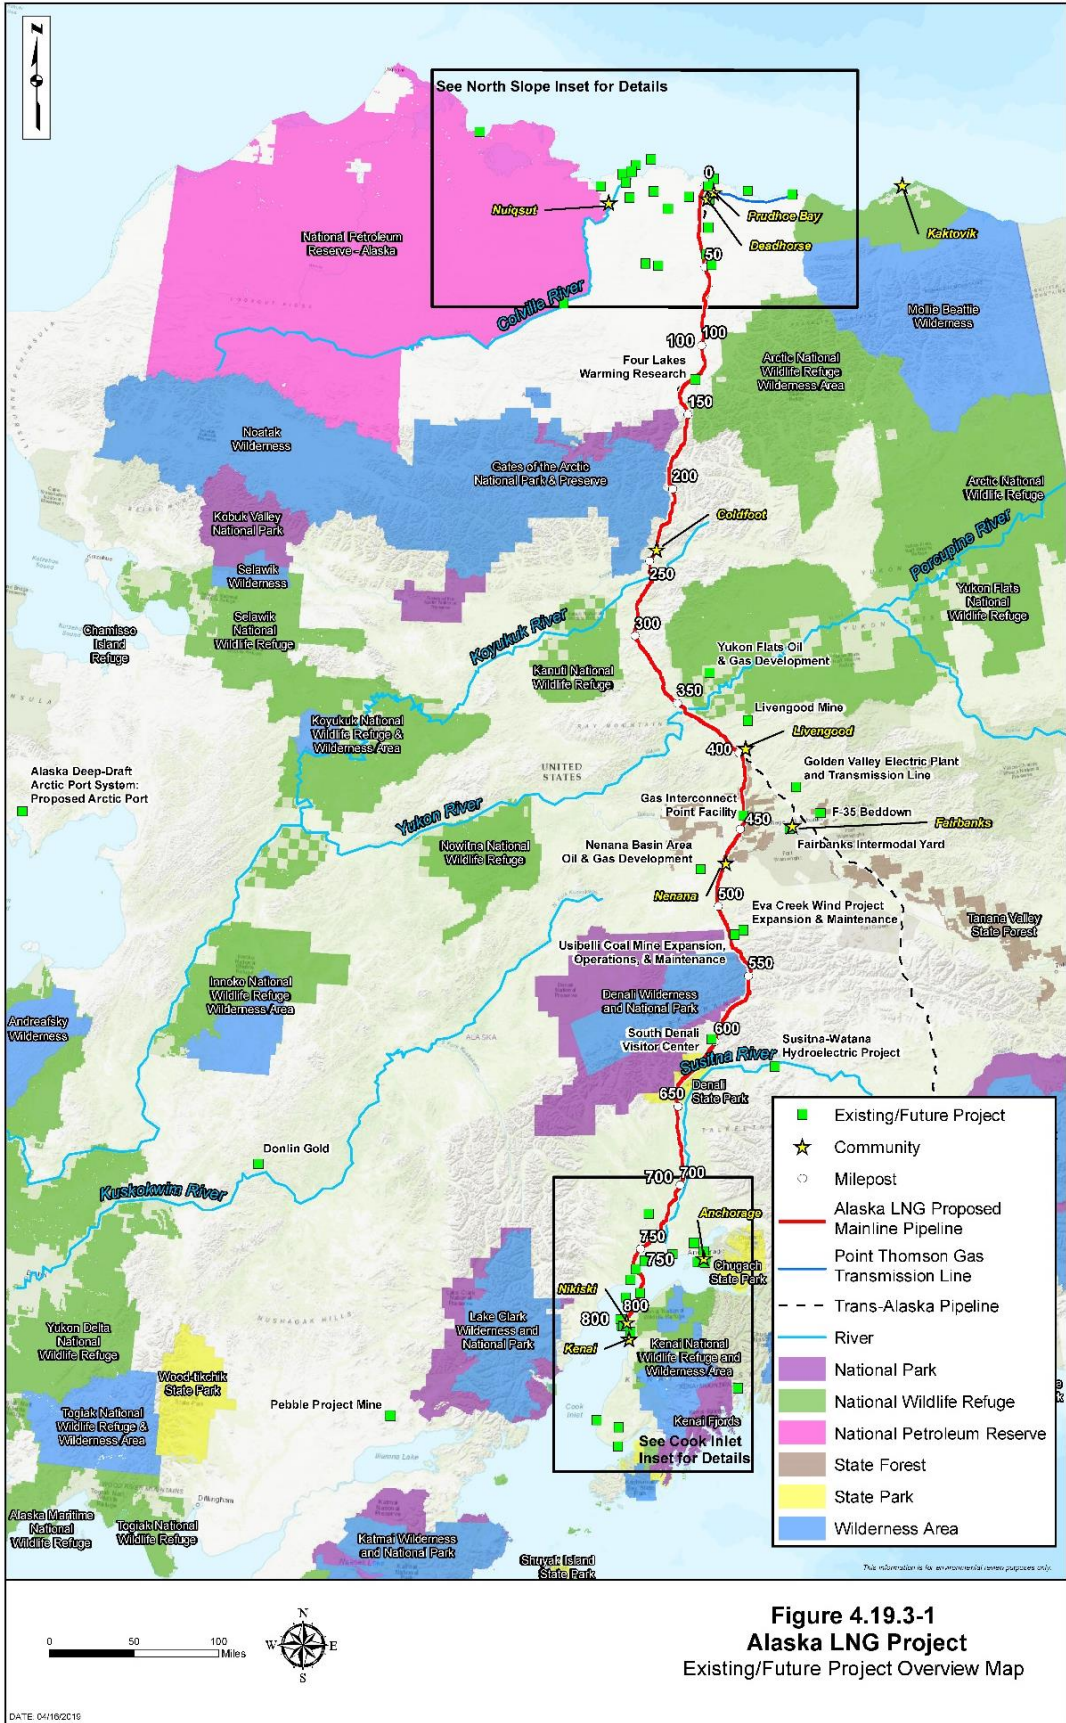 N
See North Slope Inset for Details
0
Nuiqsut
Prudhoe Bay
Kaktovik
Deadhorse
National Petroleum
Reserve - Alaska
50
Colville River
Mollie Beattie
Wilderness
100
100
Four Lakes
Warming Research
Arctic National
Wildlife Refuge
Wilderness Area
150
Noatak
Wilderness
Gates of the Arctic
National Park & Preserve
200
Arctic National
Wildlife Refuge
Kobuk Valley
National Park
Coldfoot
Porcupine River
Selawik
Wilderness
250
Yukon Flats
National
Wildlife Refuge
Selawik
National
Wildlife Refuge
Chamisso
Island
Refuge
Koyukuk River
300
Kanuti National
Wildlife Refuge
Yukon Flats Oil
& Gas Development
350
Koyukuk National
Wildlife Refuge &
Wilderness Area
Livengood Mine
Livengood
400
UNITED
STATES
Golden Valley Electric Plant
and Transmission Line
Alaska Deep-Draft
Arctic Port System:
Proposed Arctic Port
Gas Interconnect
Point Facility
450
F-35 Beddown
Fairbanks
Yukon River
Fairbanks Intermodal Yard
Nowitna National
Wildlife Refuge
Nenana Basin Area
Oil & Gas Development
Nenana
500
Eva Creek Wind Project
Expansion & Maintenance
Tanana Valley
State Forest
Usibelli Coal Mine Expansion,
Operations, & Maintenance
550
Innoko National
Wildlife Refuge
Wilderness Area
Denali Wilderness
and National Park
Andreafsky
Wilderness
ALASKA
600
South Denali
Visitor Center
Susitna River
Susitna-Watana
Hydroelectric Project
650
Denali
State Park
Donlin Gold
Kuskokwim River
700
700
Anchorage
750
750
Chugach
State Park
Nikiski
800
800
Kenai
Lake Clark
Wilderness and
National Park
Kenai National
Wildlife Refuge and
Wilderness Area
Yukon Delta
National
Wildlife Refuge
Wood-tikchik
State Park
Togiak National
Wildlife Refuge &
Wilderness Area
Pebble Project Mine
Cook
Inlet
Kenai Fjords
See Cook Inlet
Inset for Details
Dillingham
Alaska Maritime
National
Wildlife Refuge
Togiak National
Wildlife Refuge
Katmai Wilderness
and National Park
Shuyak Island
State Park
Existing/Future Project
Community
Milepost
Alaska LNG Proposed
Mainline Pipeline
Point Thomson Gas
Transmission Line
Trans-Alaska Pipeline
River
National Park
National Wildlife Refuge
National Petroleum Reserve
State Forest
State Park
Wilderness Area
This information is for environmental review purposes only.
0 50 100
Miles
N
W E
S
Figure 4.19.3-1
Alaska LNG Project
Existing/Future Project Overview Map
DATE: 04/16/2019